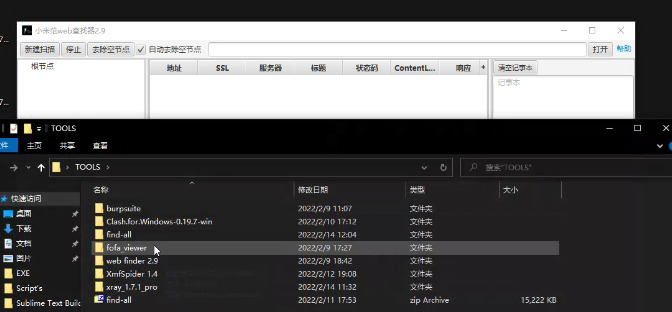 小米范web查找器2.9
新建扫描 停止 去除空节点 自动去除空节点 打开 帮助
根节点 地址 SSL 服务器 标题 状态码 ContentL... 响应 + 清空记事本
记事本
TOOLS
文件 主页 共享 查看
TOOLS 搜索"TOOLS"
快速访问 名称 修改日期 类型 大小
桌面 burpsuite 2022/2/9 11:07 文件夹
下载 Clash.for.Windows-0.19.7-win 2022/2/10 17:12 文件夹
文档 find-all 2022/2/14 12:04 文件夹
图片 fofa_viewer 2022/2/9 17:27 文件夹
EXE web finder 2.9 2022/2/9 18:42 文件夹
Script's XmfSpider 1.4 2022/2/12 19:08 文件夹
Sublime Text Buil xray_1.7.1_pro 2022/2/14 11:32 文件夹
find-all 2022/2/11 17:53 zip Archive 15,222 KB